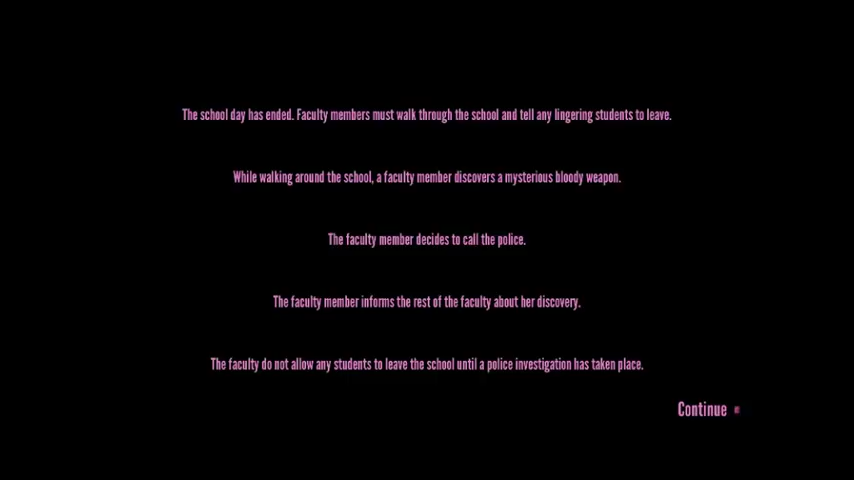 The school day has ended. Faculty members must walk through the school and tell any lingering students to leave.
While walking around the school, a faculty member discovers a mysterious bloody weapon.
The faculty member decides to call the police.
The faculty member informs the rest of the faculty about her discovery.
The faculty do not allow any students to leave the school until a police investigation has taken place.
Continue